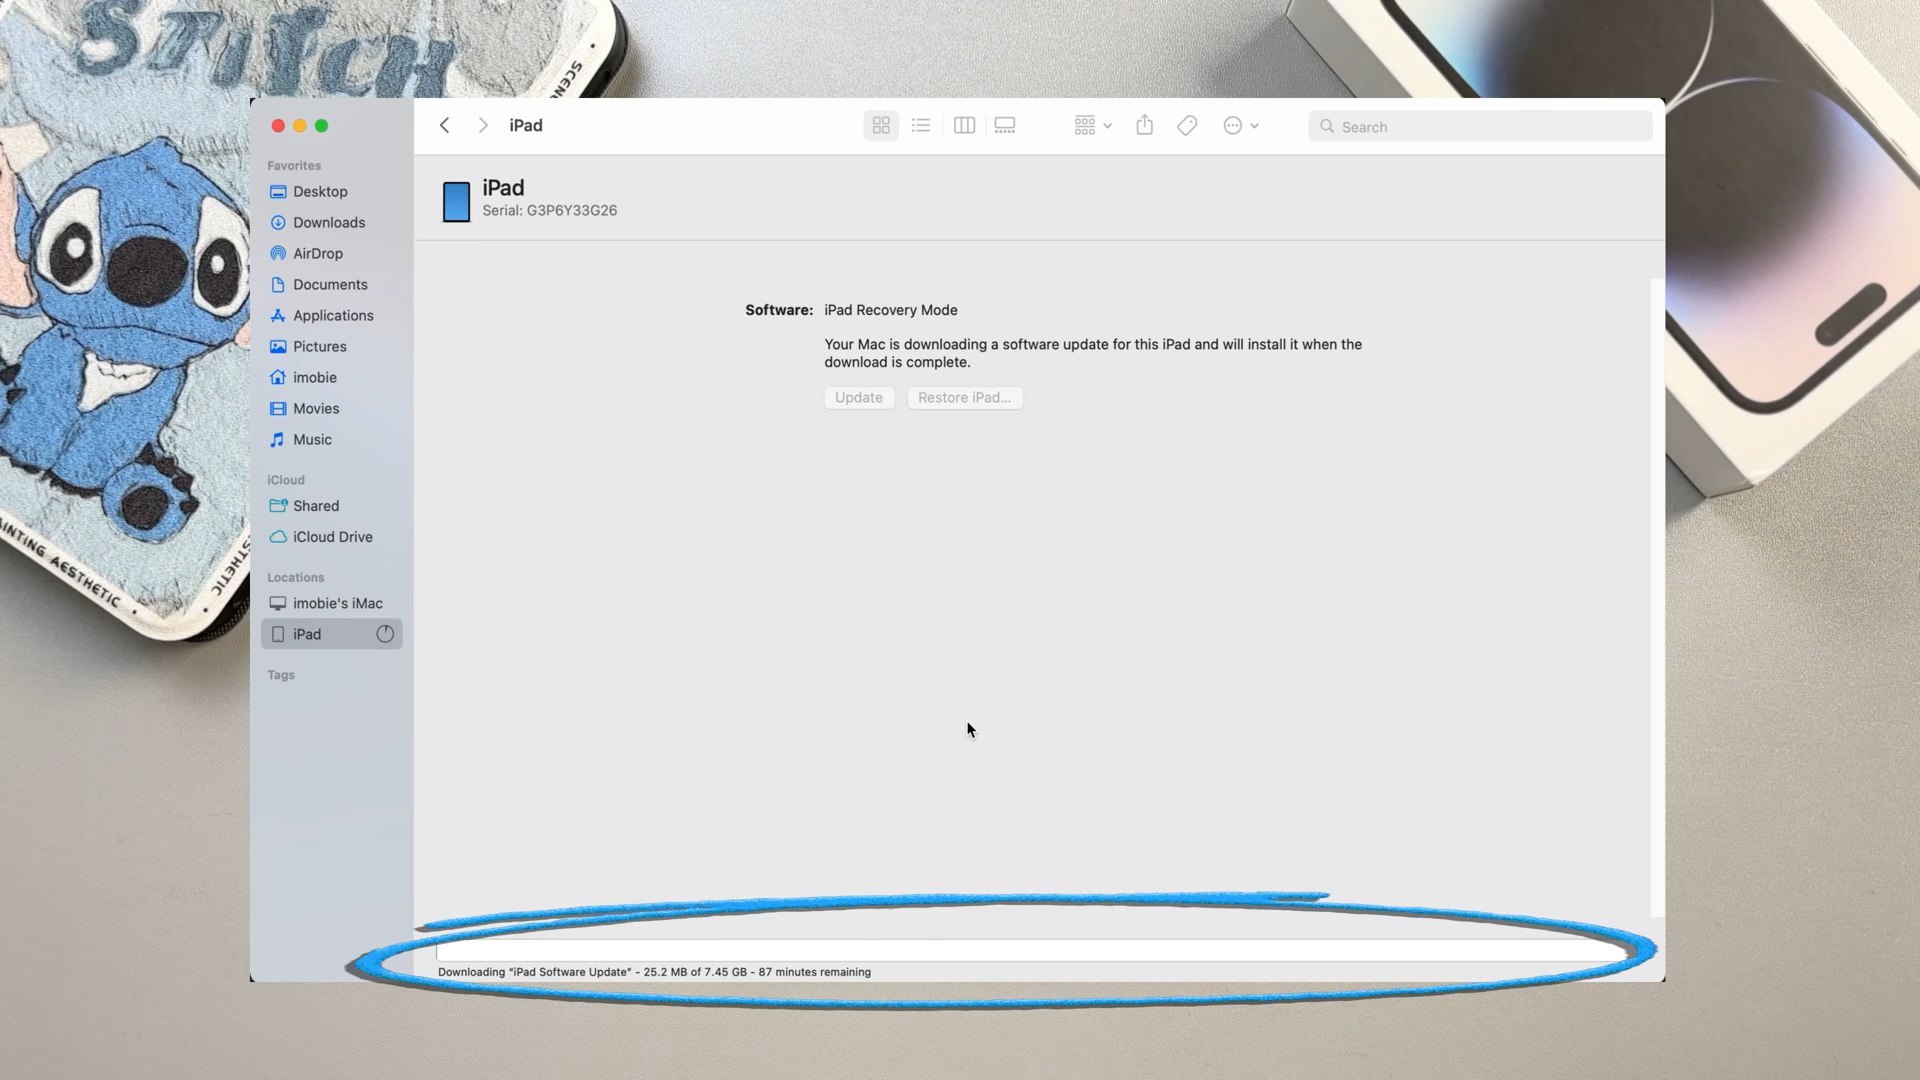 STITCH
SCEN
AINTING AESTHETIC
STHETIC
iPad
Search
Favorites
Desktop
Downloads
AirDrop
Documents
Applications
Pictures
imobie
Movies
Music
iCloud
Shared
iCloud Drive
Locations
imobie's iMac
iPad
Tags
iPad
Serial: G3P6Y33G26
Software: iPad Recovery Mode
Your Mac is downloading a software update for this iPad and will install it when the
download is complete.
Update Restore iPad...
Downloading “iPad Software Update” - 25.2 MB of 7.45 GB - 87 minutes remaining